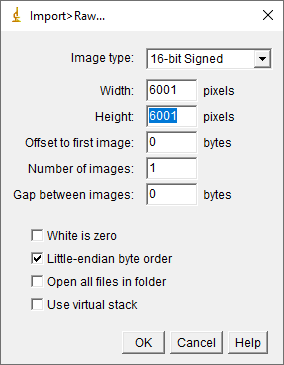 Import>Raw...
Image type: 16-bit Signed
Width: 6001 pixels
Height: 6001 pixels
Offset to first image: 0 bytes
Number of images: 1
Gap between images: 0 bytes
White is zero
Little-endian byte order
Open all files in folder
Use virtual stack
OK Cancel Help